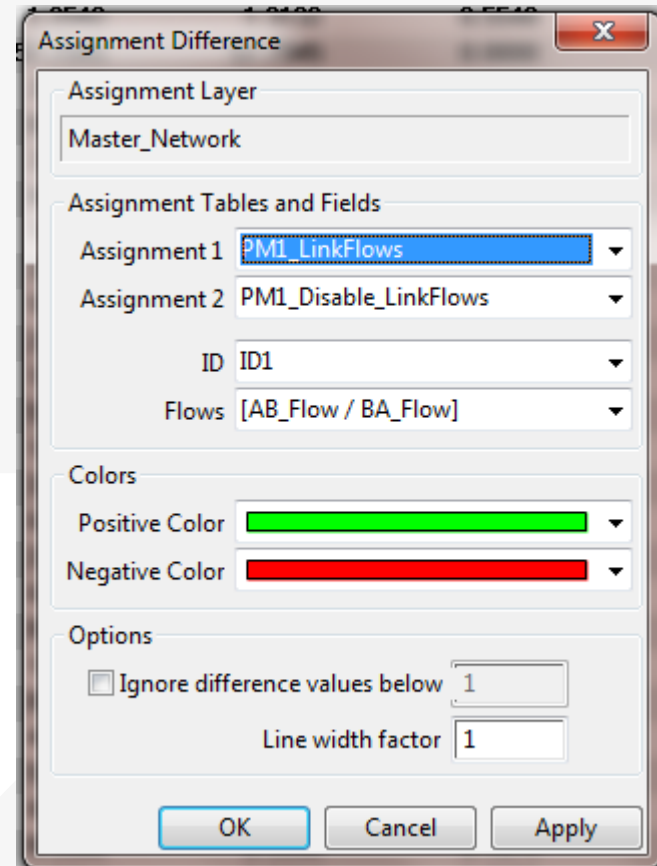 Assignment Difference
Assignment Layer
Master_Network
Assignment Tables and Fields
Assignment 1 PM1_LinkFlows
Assignment 2 PM1_Disable_LinkFlows
ID ID1
Flows [AB_Flow / BA_Flow]
Colors
Positive Color
Negative Color
Options
Ignore difference values below 1
Line width factor 1
OK Cancel Apply